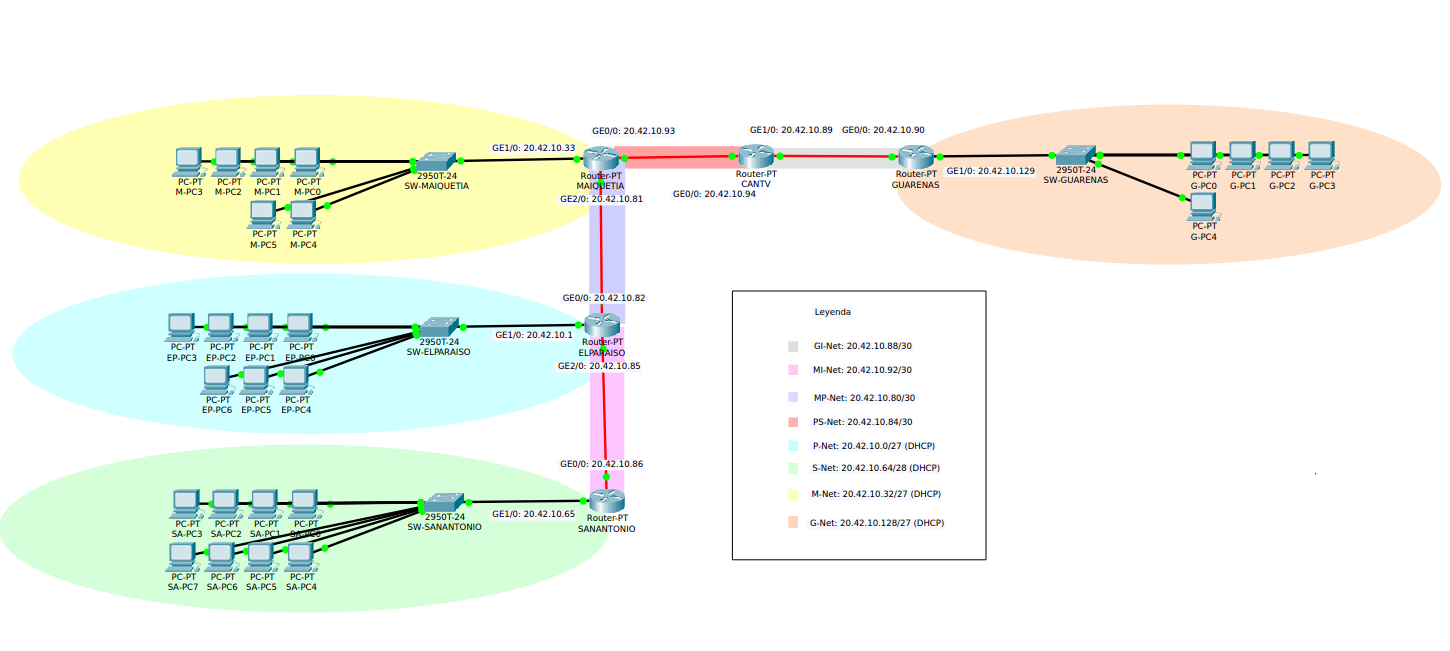 GE0/0: 20.42.10.93
GE1/0: 20.42.10.89
GE0/0: 20.42.10.90
GE1/0: 20.42.10.33
PC-PT
M-PC3
PC-PT
M-PC2
PC-PT
M-PC1
PC-PT
M-PC0
2950T-24
SW-MAIQUETIA
Router-PT
MAIQUETIA
Router-PT
CANTV
Router-PT
GUARENAS
GE1/0: 20.42.10.129
2950T-24
SW-GUARENAS
PC-PT
G-PC0
PC-PT
G-PC1
PC-PT
G-PC2
PC-PT
G-PC3
GE0/0: 20.42.10.94
GE2/0: 20.42.10.81
PC-PT
M-PC5
PC-PT
M-PC4
PC-PT
G-PC4
GE0/0: 20.42.10.82
GE1/0: 20.42.10.1
PC-PT
EP-PC3
PC-PT
EP-PC2
PC-PT
EP-PC1
PC-PT
EP-PC0
2950T-24
SW-ELPARAISO
Router-PT
ELPARAISO
GE2/0: 20.42.10.85
PC-PT
EP-PC6
PC-PT
EP-PC5
PC-PT
EP-PC4
GE0/0: 20.42.10.86
GE1/0: 20.42.10.65
PC-PT
SA-PC3
PC-PT
SA-PC2
PC-PT
SA-PC1
PC-PT
SA-PC0
2950T-24
SW-SANANTONIO
Router-PT
SANANTONIO
PC-PT
SA-PC7
PC-PT
SA-PC6
PC-PT
SA-PC5
PC-PT
SA-PC4
Leyenda
GI-Net: 20.42.10.88/30
MI-Net: 20.42.10.92/30
MP-Net: 20.42.10.80/30
PS-Net: 20.42.10.84/30
P-Net: 20.42.10.0/27 (DHCP)
S-Net: 20.42.10.64/28 (DHCP)
M-Net: 20.42.10.32/27 (DHCP)
G-Net: 20.42.10.128/27 (DHCP)